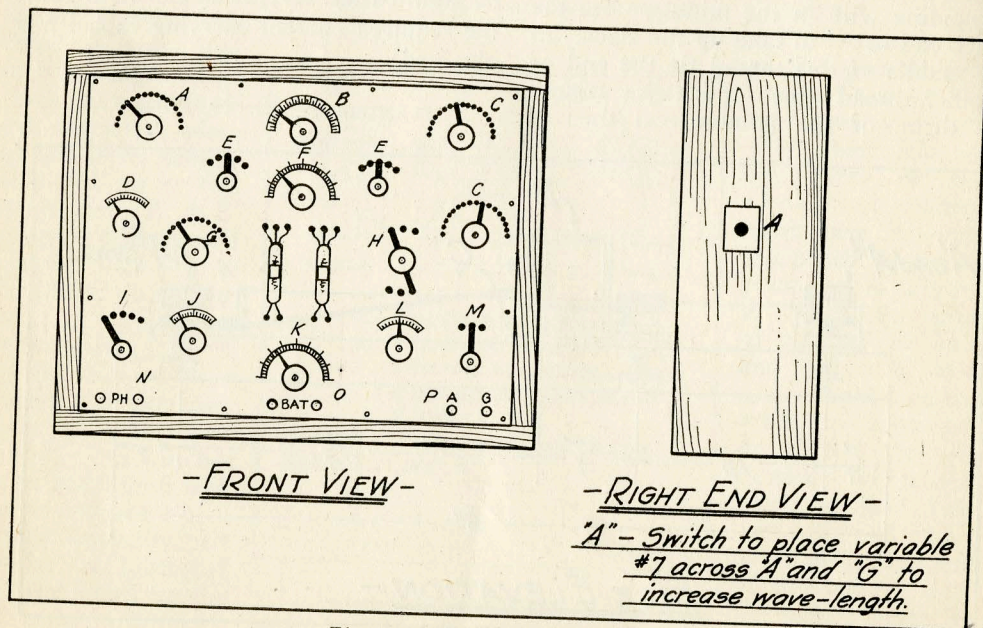 A
B
C
E
F
E
D
G
C
H
I
J
K
L
M
N
PH
BAT
O
P A G
-FRONT VIEW-
A
-RIGHT END VIEW-
"A" - Switch to place variable
#7 across "A" and "G" to
increase wave-length.